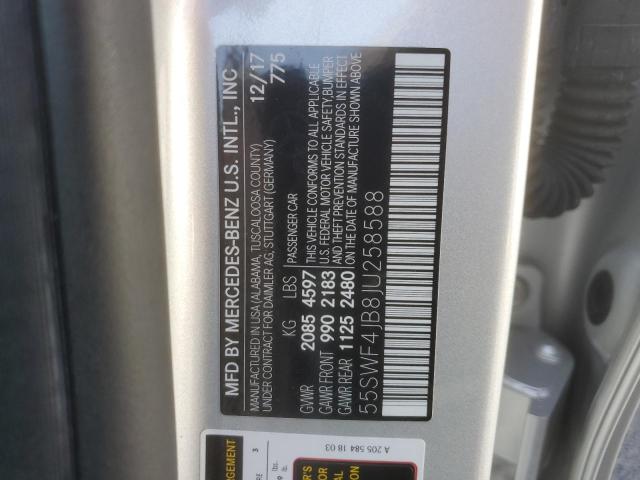 MFD BY MERCEDES-BENZ U.S. INTL., INC
MANUFACTURED IN USA (ALABAMA, TUSCALOOSA COUNTY) 12/17
UNDER CONTRACT FOR DAIMLER AG, STUTTGART (GERMANY) 775
KG LBS PASSENGER CAR
GVWR 2085 4597 THIS VEHICLE CONFORMS TO ALL APPLICABLE
GAWR FRONT 990 2183 U.S. FEDERAL MOTOR VEHICLE SAFETY, BUMPER
GAWR REAR 1125 2480 AND THEFT PREVENTION STANDARDS IN EFFECT
ON THE DATE OF MANUFACTURE SHOWN ABOVE
55SWF4JB8JU258588
A 205 584 18 03
3
lbs.
lb.